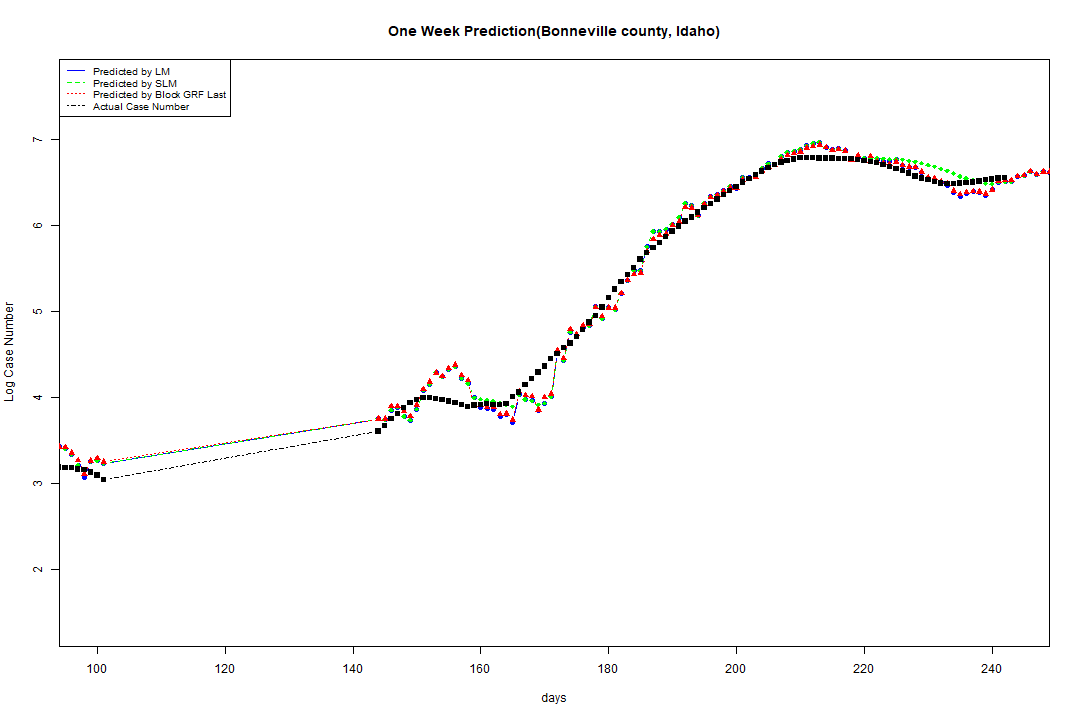 One Week Prediction(Bonneville county, Idaho)
Predicted by LM
Predicted by SLM
Predicted by Block GRF Last
Actual Case Number
7
6
5
4
3
2
Log Case Number
100 120 140 160 180 200 220 240
days